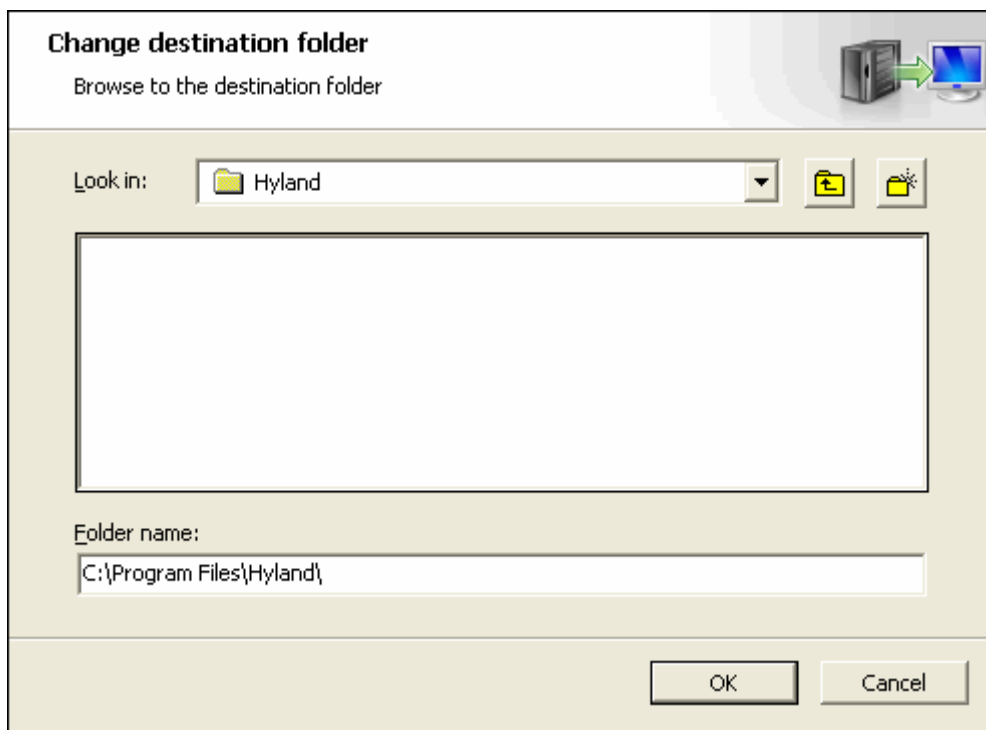 Change destination folder
Browse to the destination folder
Look in: Hyland
Folder name:
C:\Program Files\Hyland\
OK Cancel